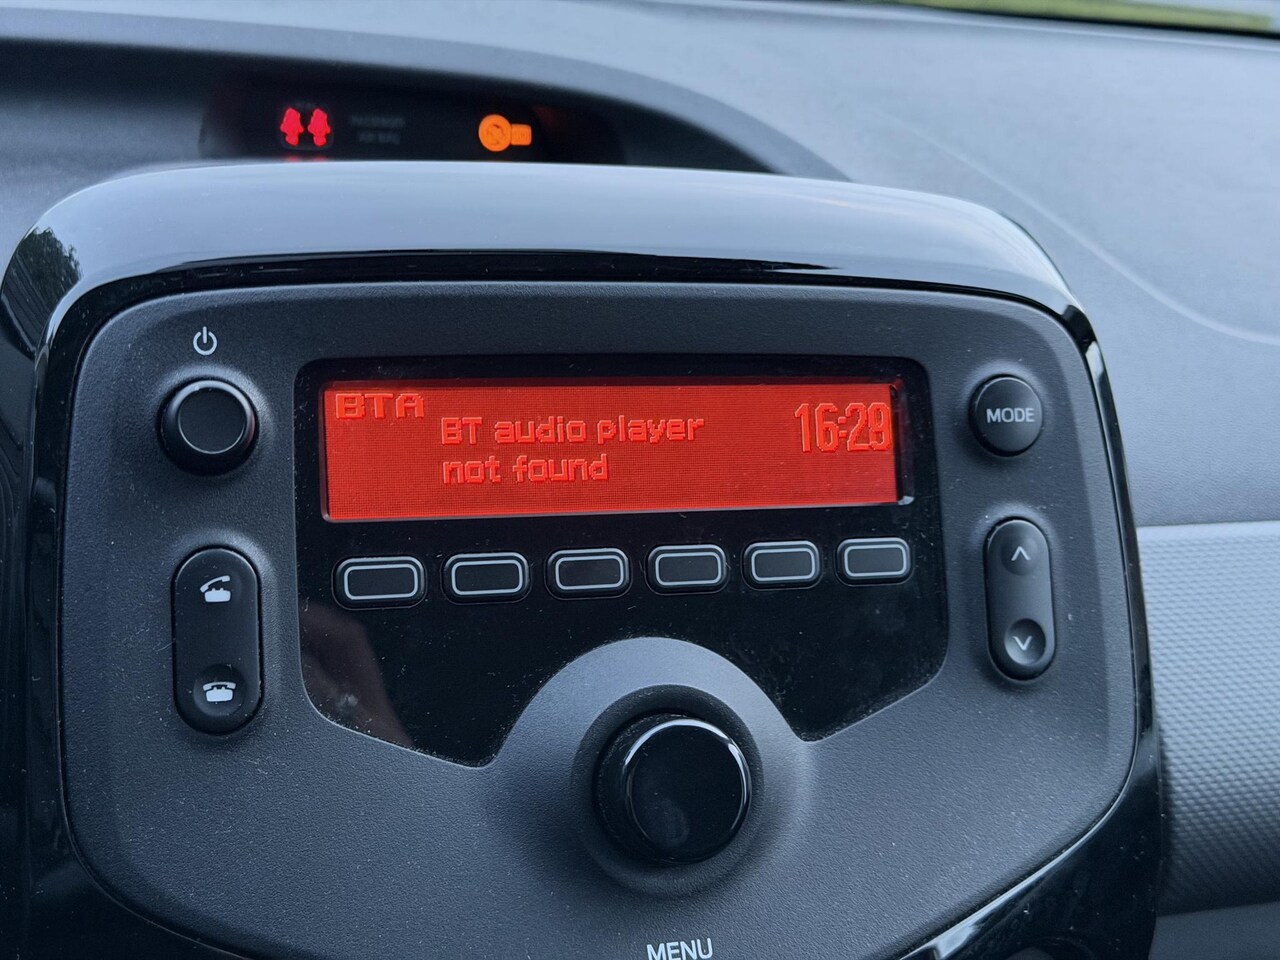 BTA
BT audio player
not found
16:29
MODE
MENU